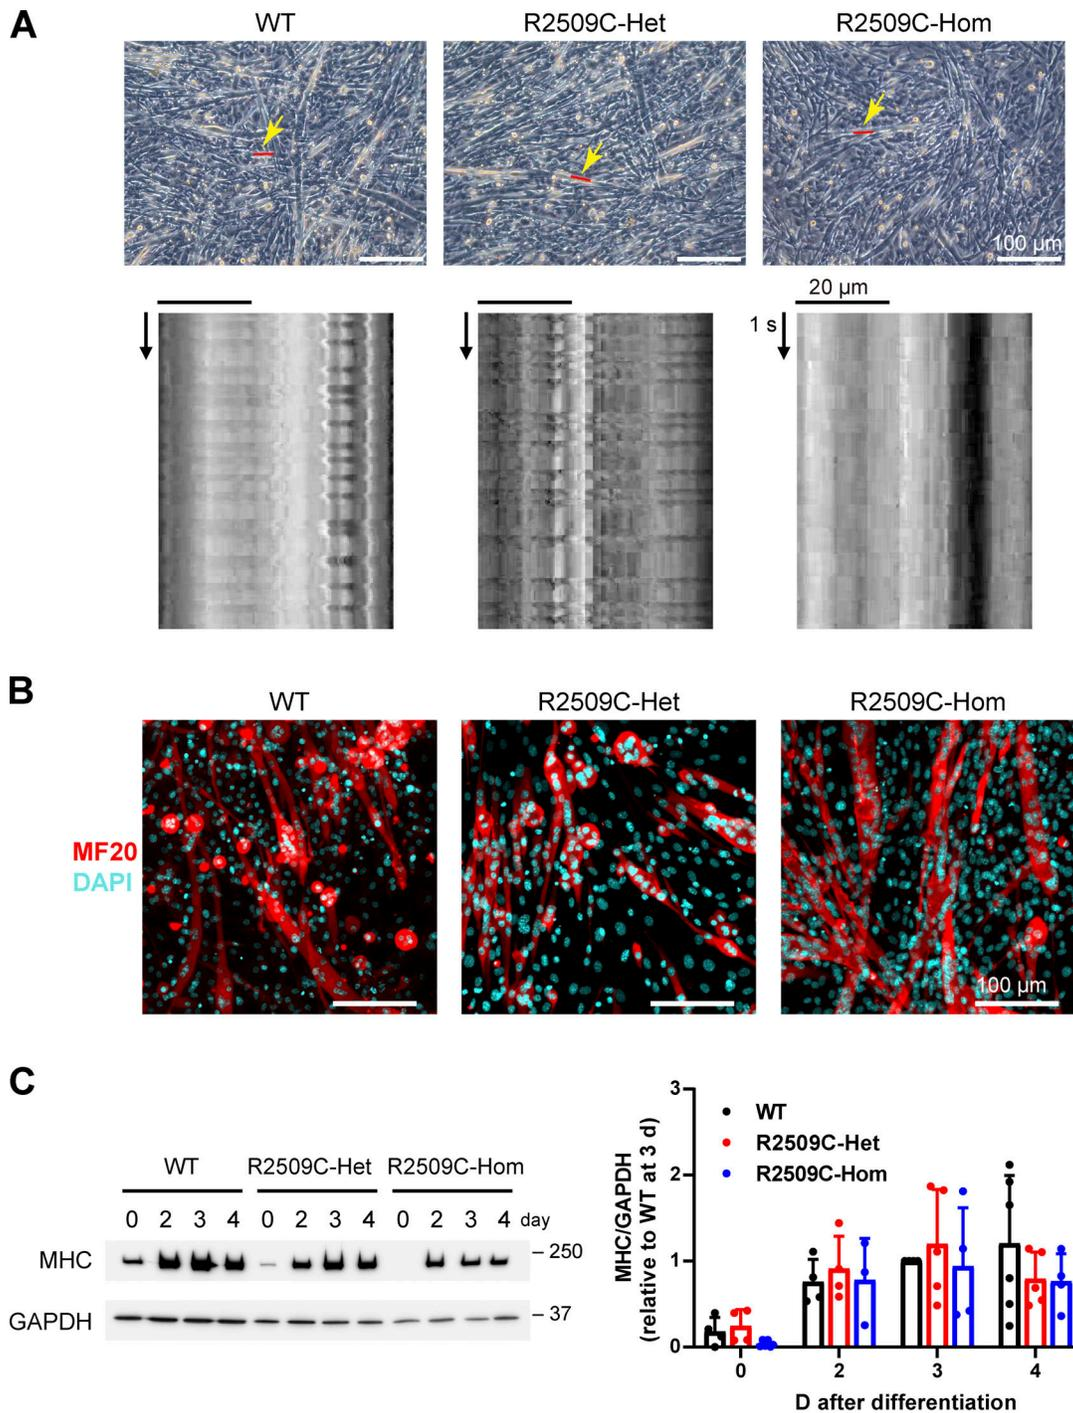 A
WT R2509C-Het R2509C-Hom
100 µm
20 µm
1 s
B
WT R2509C-Het R2509C-Hom
MF20
DAPI
100 µm
C
WT R2509C-Het R2509C-Hom
0 2 3 4 0 2 3 4 0 2 3 4 day
MHC
250
GAPDH
37
MHC/GAPDH
(relative to WT at 3 d)
3
2
1
0
WT
R2509C-Het
R2509C-Hom
0 2 3 4
D after differentiation